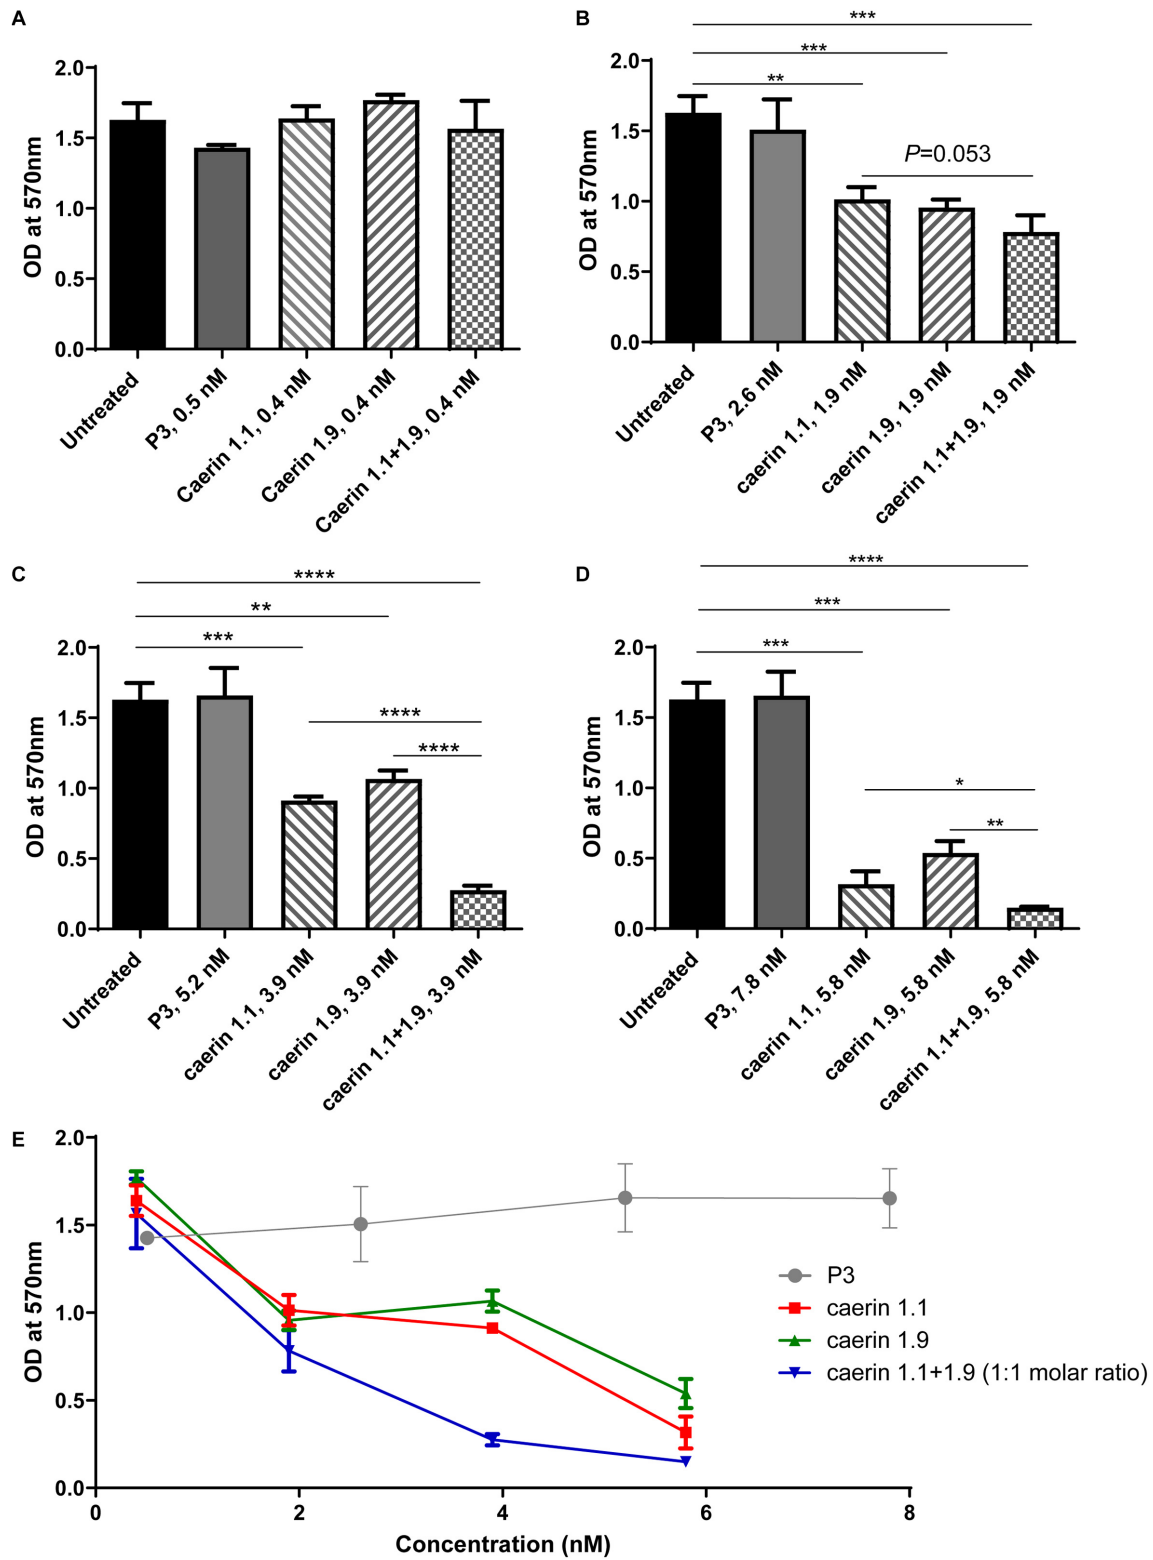 A
2.0
1.5
1.0
0.5
0.0
OD at 570nm
Untreated
P3, 0.5 nM
Caerin 1.1, 0.4 nM
Caerin 1.9, 0.4 nM
Caerin 1.1+1.9, 0.4 nM
B
***
***
**
P=0.053
2.0
1.5
1.0
0.5
0.0
OD at 570nm
Untreated
P3, 2.6 nM
caerin 1.1, 1.9 nM
caerin 1.9, 1.9 nM
caerin 1.1+1.9, 1.9 nM
C
****
**
***
****
****
2.0
1.5
1.0
0.5
0.0
OD at 570nm
Untreated
P3, 5.2 nM
caerin 1.1, 3.9 nM
caerin 1.9, 3.9 nM
caerin 1.1+1.9, 3.9 nM
D
****
***
***
*
**
2.0
1.5
1.0
0.5
0.0
OD at 570nm
Untreated
P3, 7.8 nM
caerin 1.1, 5.8 nM
caerin 1.9, 5.8 nM
caerin 1.1+1.9, 5.8 nM
E
2.0
1.5
1.0
0.5
0.0
OD at 570nm
0 2 4 6 8
Concentration (nM)
P3
caerin 1.1
caerin 1.9
caerin 1.1+1.9 (1:1 molar ratio)